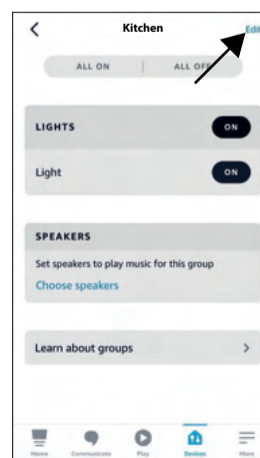 Kitchen
Edit
ALL ON
ALL OFF
LIGHTS
ON
Light
ON
SPEAKERS
Set speakers to play music for this group
Choose speakers
Learn about groups
Home
Communicate
Play
Devices
More